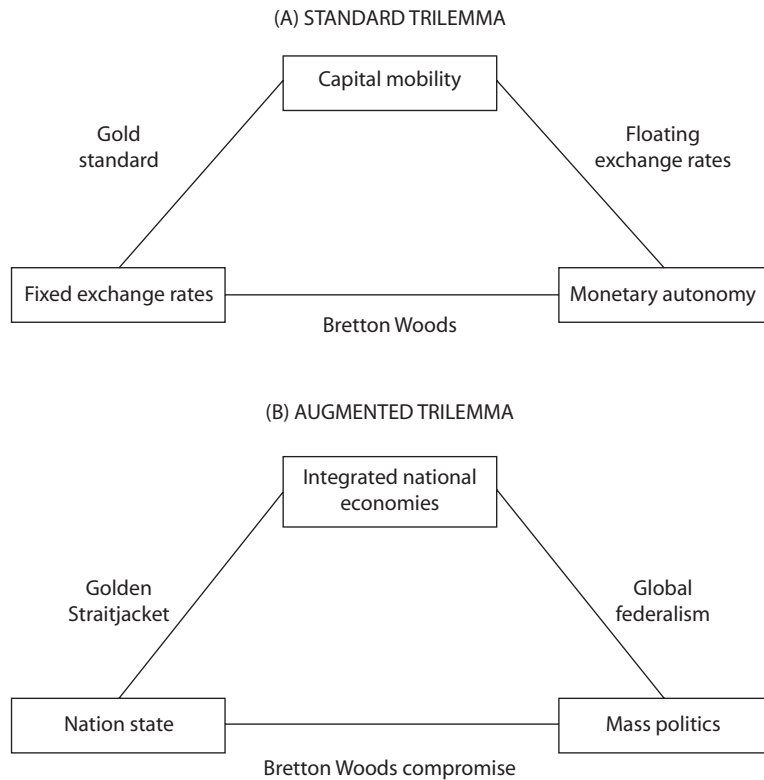 (A) STANDARD TRILEMMA
Capital mobility
Gold
standard
Floating
exchange rates
Fixed exchange rates
Monetary autonomy
Bretton Woods
(B) AUGMENTED TRILEMMA
Integrated national
economies
Golden
Straitjacket
Global
federalism
Nation state
Mass politics
Bretton Woods compromise